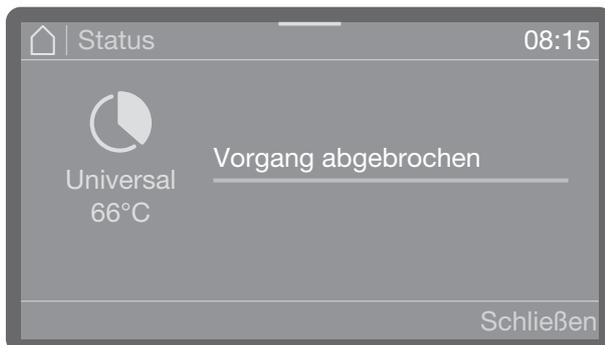 Status
08:15
Vorgang abgebrochen
Universal
66°C
Schließen